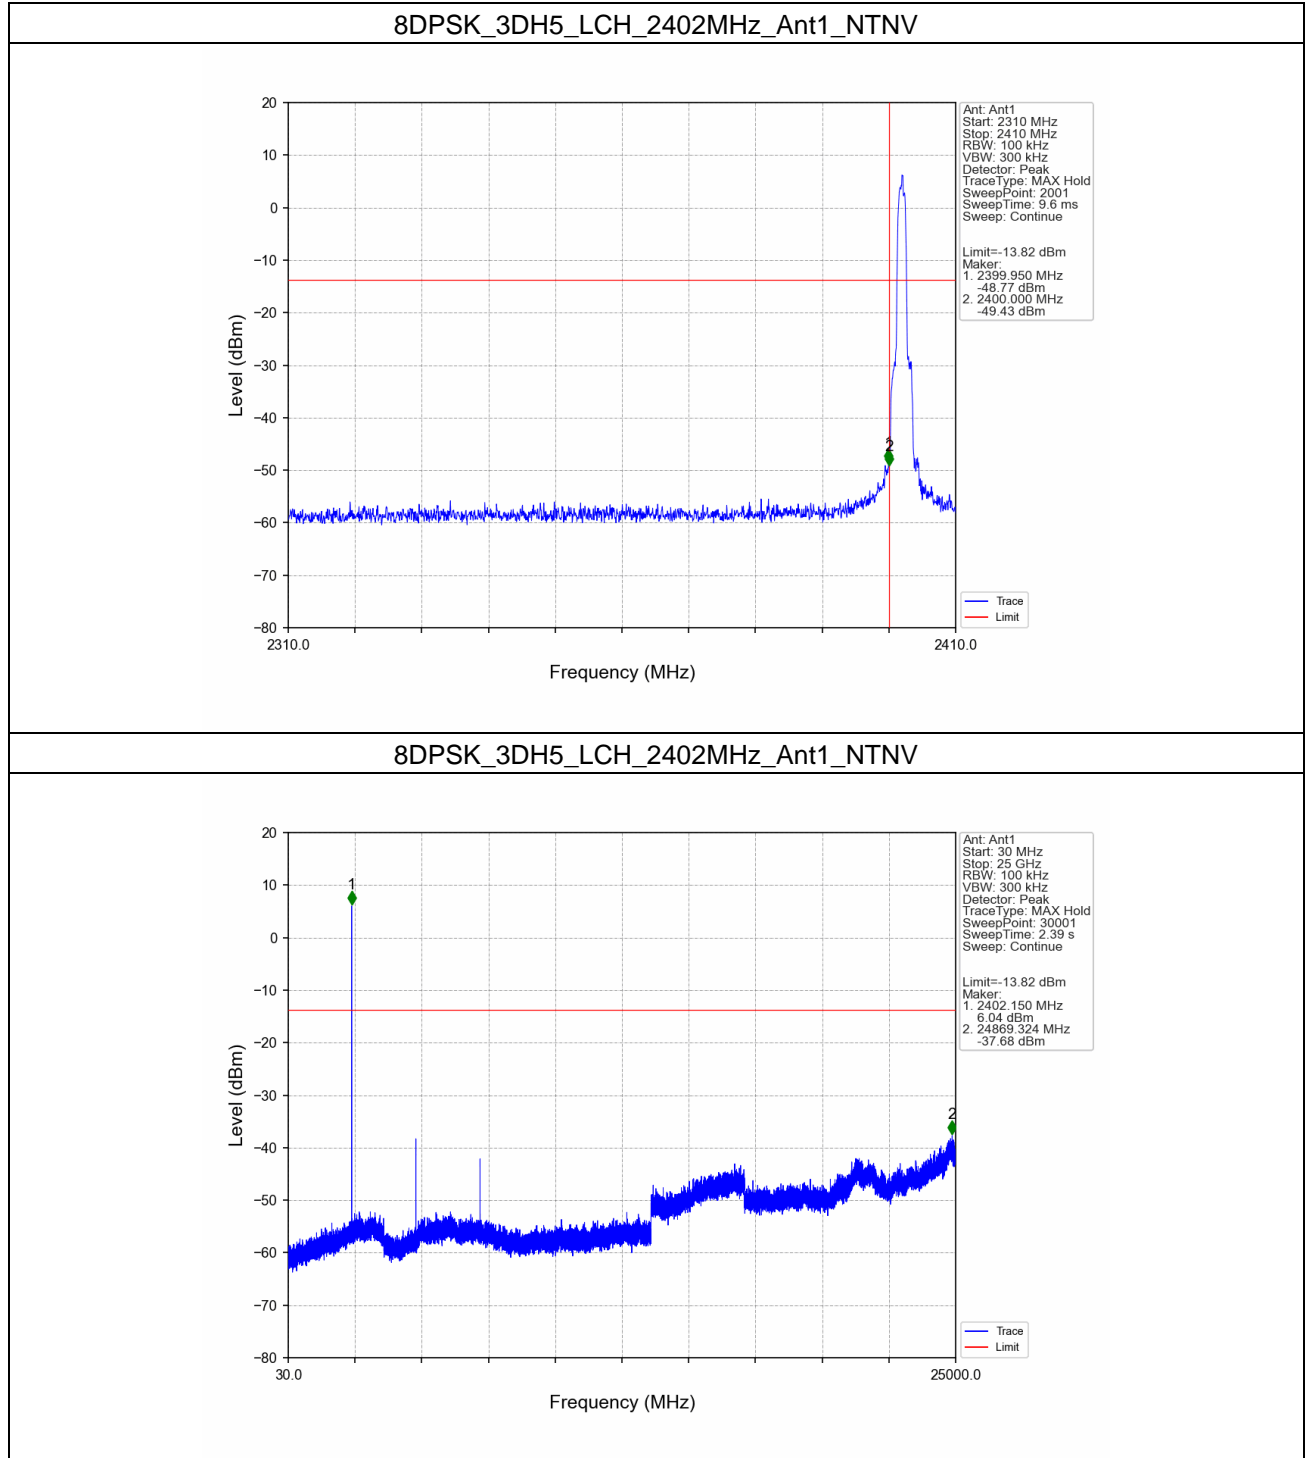 8DPSK_3DH5_LCH_2402MHz_Ant1_NTNV
20
10
0
−10
−20
−30
−40
−50
−60
−70
−80
Level (dBm)
2310.0
2410.0
Frequency (MHz)
2
Ant: Ant1
Start: 2310 MHz
Stop: 2410 MHz
RBW: 100 kHz
VBW: 300 kHz
Detector: Peak
TraceType: MAX Hold
SweepPoint: 2001
SweepTime: 9.6 ms
Sweep: Continue
Limit=-13.82 dBm
Maker:
1. 2399.950 MHz
-48.77 dBm
2. 2400.000 MHz
-49.43 dBm
Trace
Limit
8DPSK_3DH5_LCH_2402MHz_Ant1_NTNV
20
10
0
−10
−20
−30
−40
−50
−60
−70
−80
Level (dBm)
30.0
25000.0
Frequency (MHz)
1
2
Ant: Ant1
Start: 30 MHz
Stop: 25 GHz
RBW: 100 kHz
VBW: 300 kHz
Detector: Peak
TraceType: MAX Hold
SweepPoint: 30001
SweepTime: 2.39 s
Sweep: Continue
Limit=-13.82 dBm
Maker:
1. 2402.150 MHz
6.04 dBm
2. 24869.324 MHz
-37.68 dBm
Trace
Limit